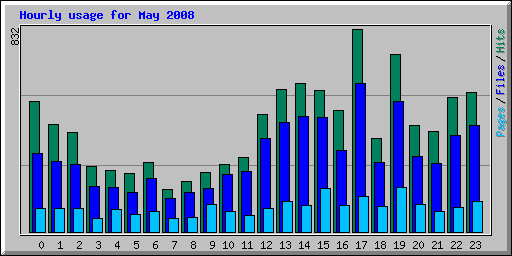 Hourly usage for May 2008
832
Pages / Files / Hits
0 1 2 3 4 5 6 7 8 9 10 11 12 13 14 15 16 17 18 19 20 21 22 23